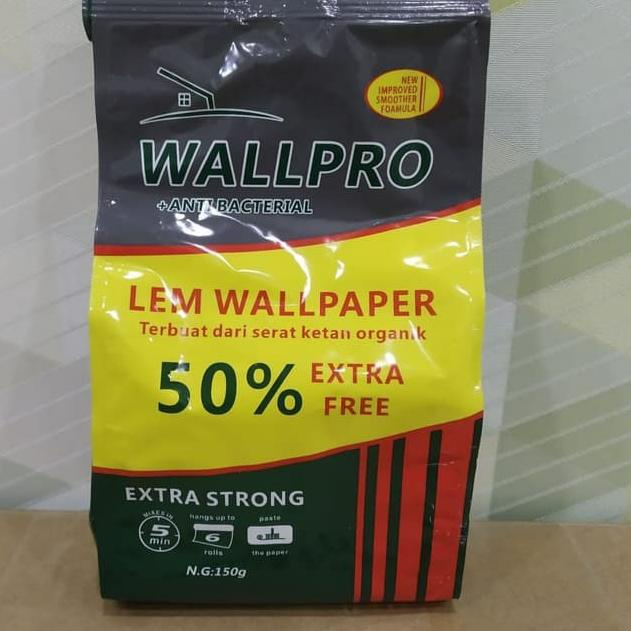 NEW
IMPROVED
SMOOTHER
FOAMULA
WALLPRO
+ANTI BACTERIAL
LEM WALLPAPER
Terbuat dari serat ketan organik
50% EXTRA
FREE
EXTRA STRONG
MIXES IN
5
min
hangs up to
6
rolls
paste
the paper
N.G:150g